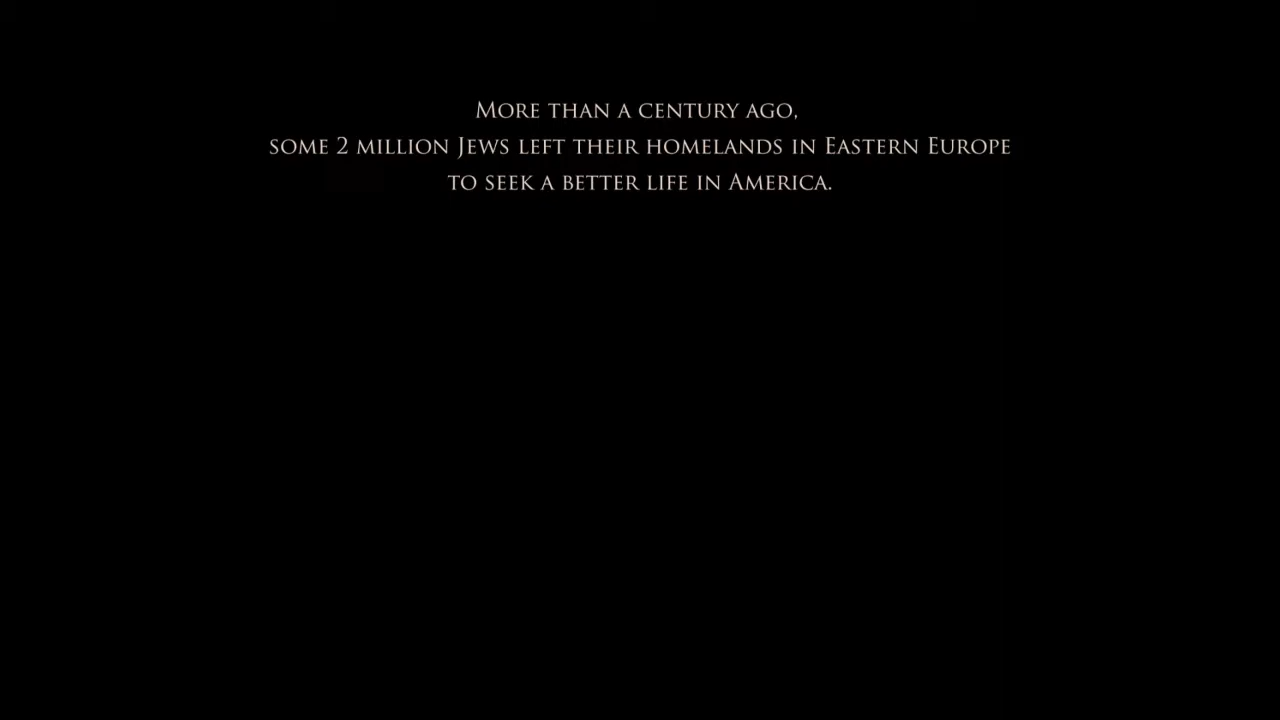 More than a century ago,
some 2 million Jews left their homelands in Eastern Europe
to seek a better life in America.